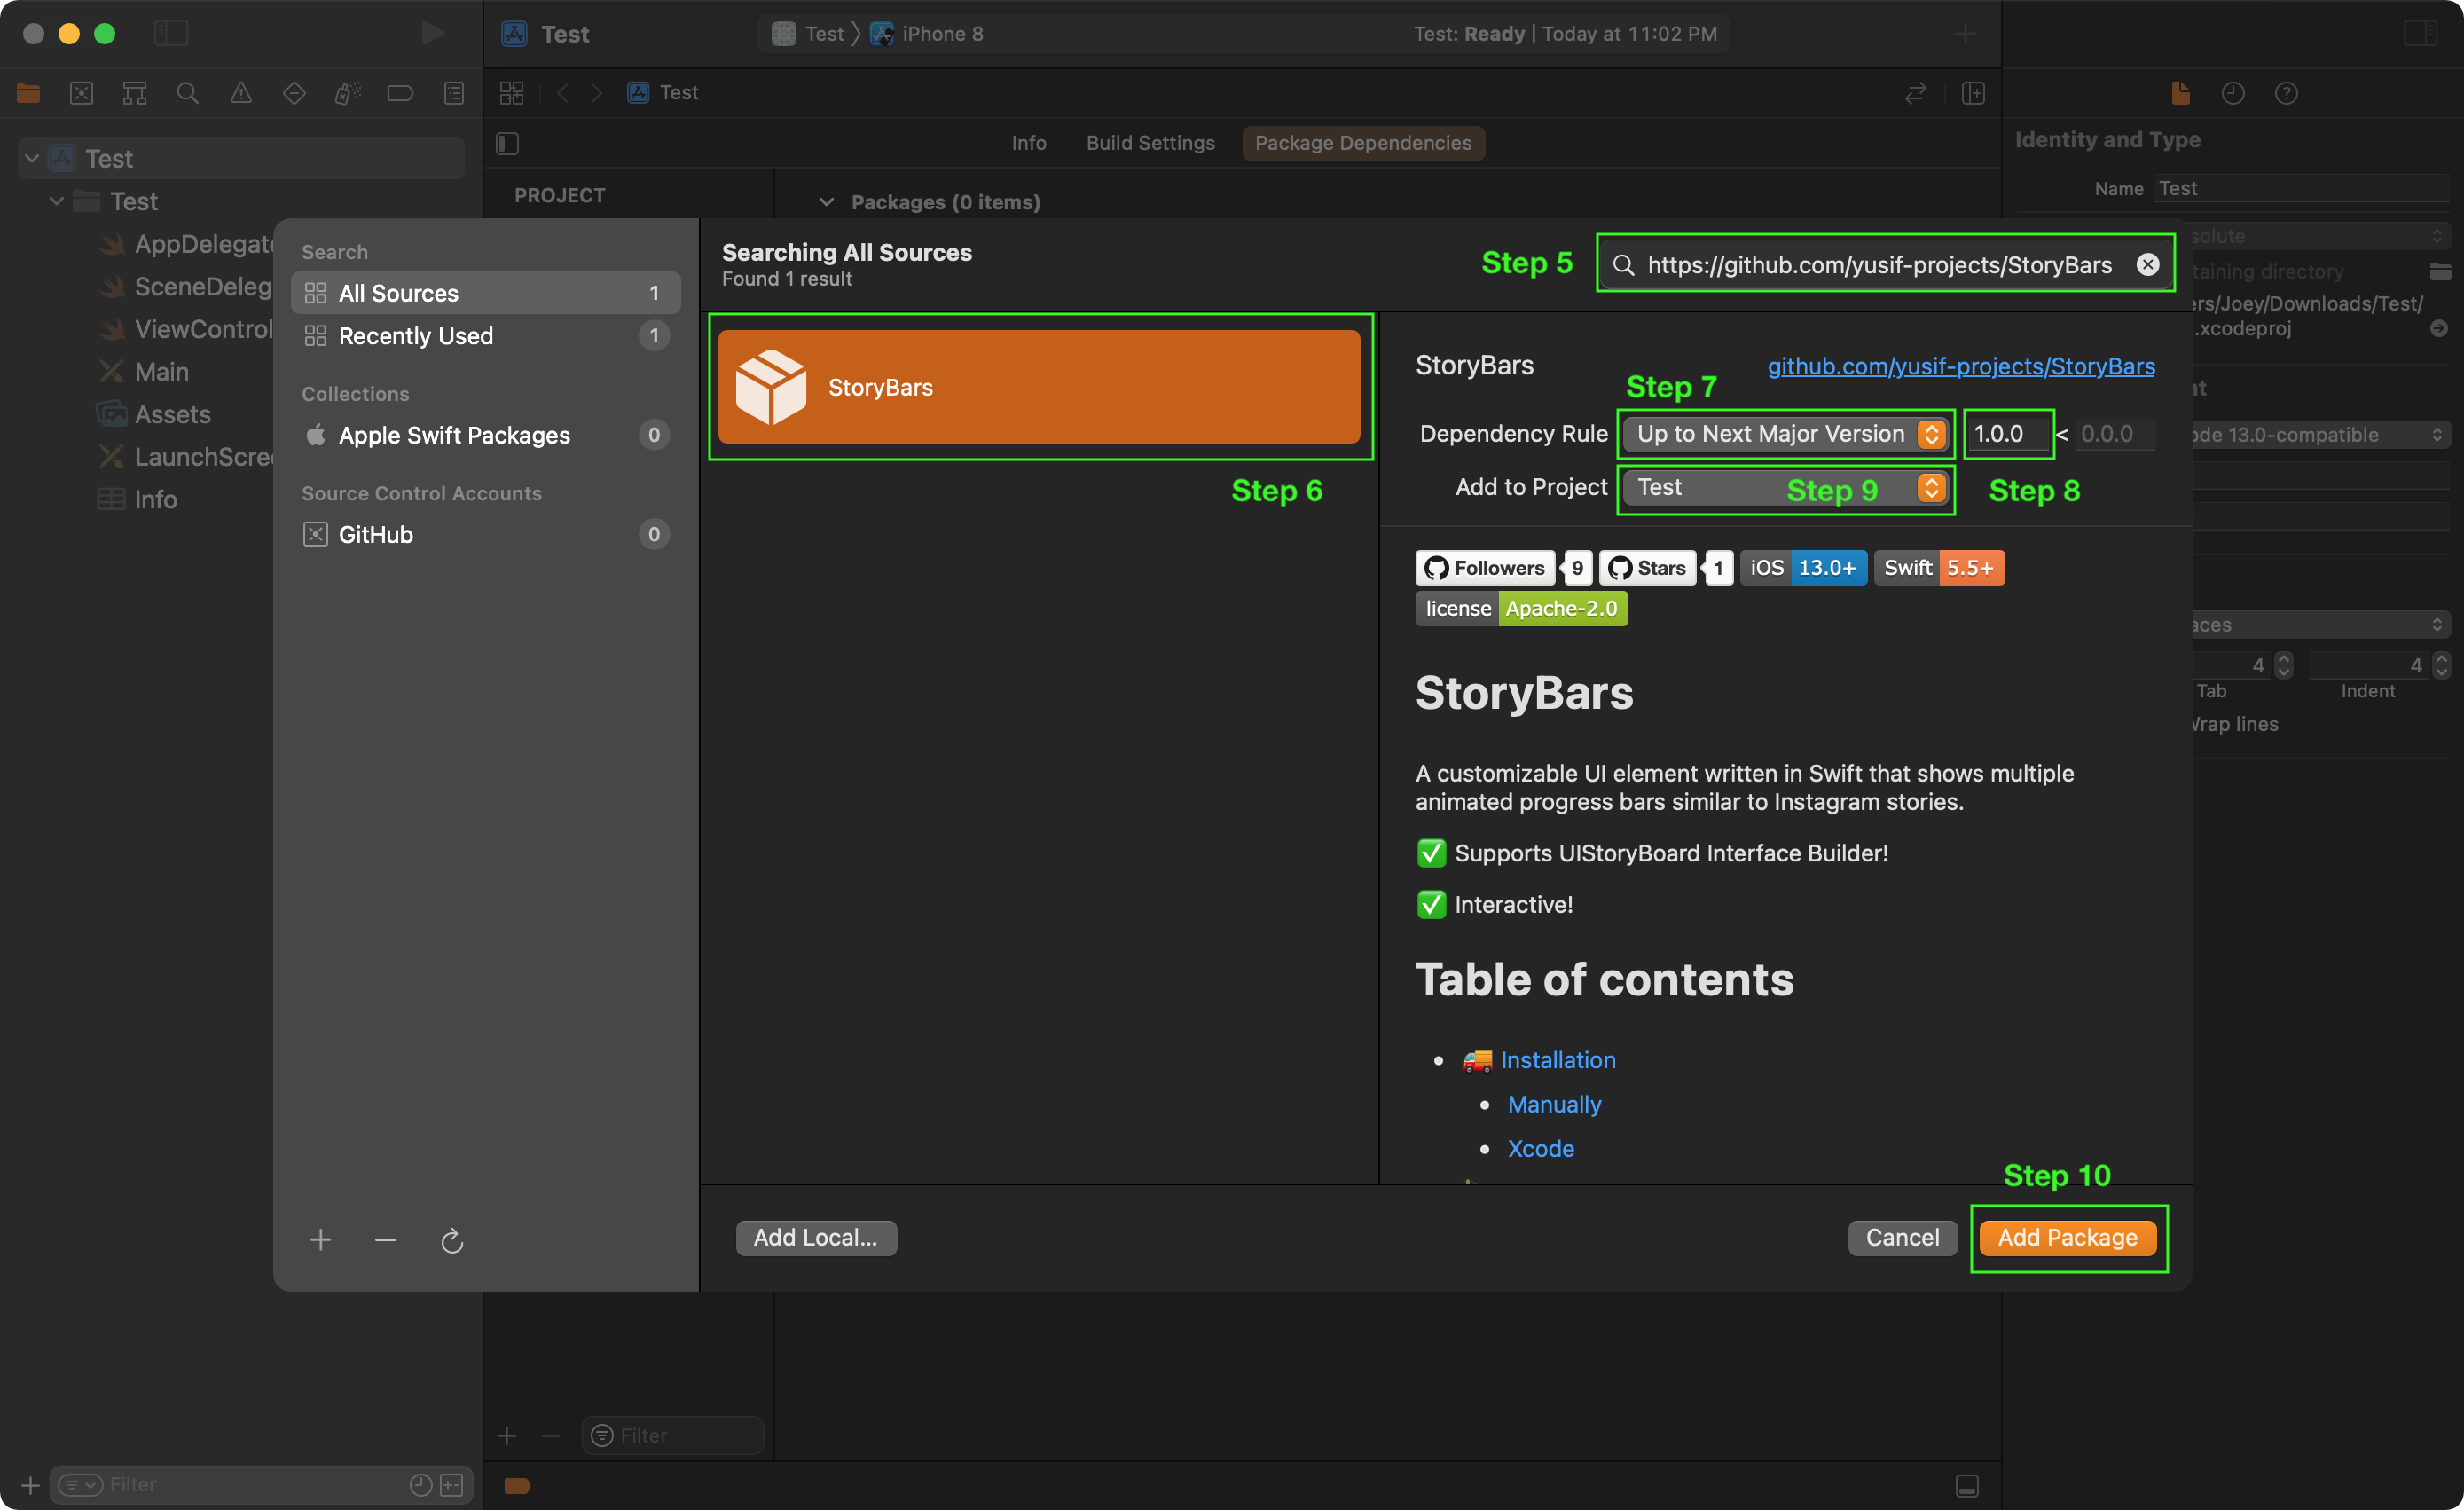 Test
Test
iPhone 8
Test: Ready | Today at 11:02 PM
Test
Info
Build Settings
Package Dependencies
Identity and Type
Name
Test
Test
Test
AppDelegate
SceneDeleg
ViewControl
Main
Assets
LaunchScre
Info
PROJECT
Packages (0 items)
Search
All Sources
1
Recently Used
1
Collections
Apple Swift Packages
0
Source Control Accounts
GitHub
0
Searching All Sources
Found 1 result
Step 5
https://github.com/yusif-projects/StoryBars
StoryBars
Step 6
StoryBars
github.com/yusif-projects/StoryBars
Step 7
Dependency Rule
Up to Next Major Version
1.0.0
<
0.0.0
Add to Project
Test
Step 9
Step 8
Followers
9
Stars
1
iOS
13.0+
Swift
5.5+
license
Apache-2.0
StoryBars
A customizable UI element written in Swift that shows multiple
animated progress bars similar to Instagram stories.
Supports UIStoryBoard Interface Builder!
Interactive!
Table of contents
Installation
Manually
Xcode
Step 10
Add Local...
Cancel
Add Package
solute
taining directory
ers/Joey/Downloads/Test/
.xcodeproj
nt
ode 13.0-compatible
aces
4
4
Tab
Indent
Wrap lines
Filter
Filter